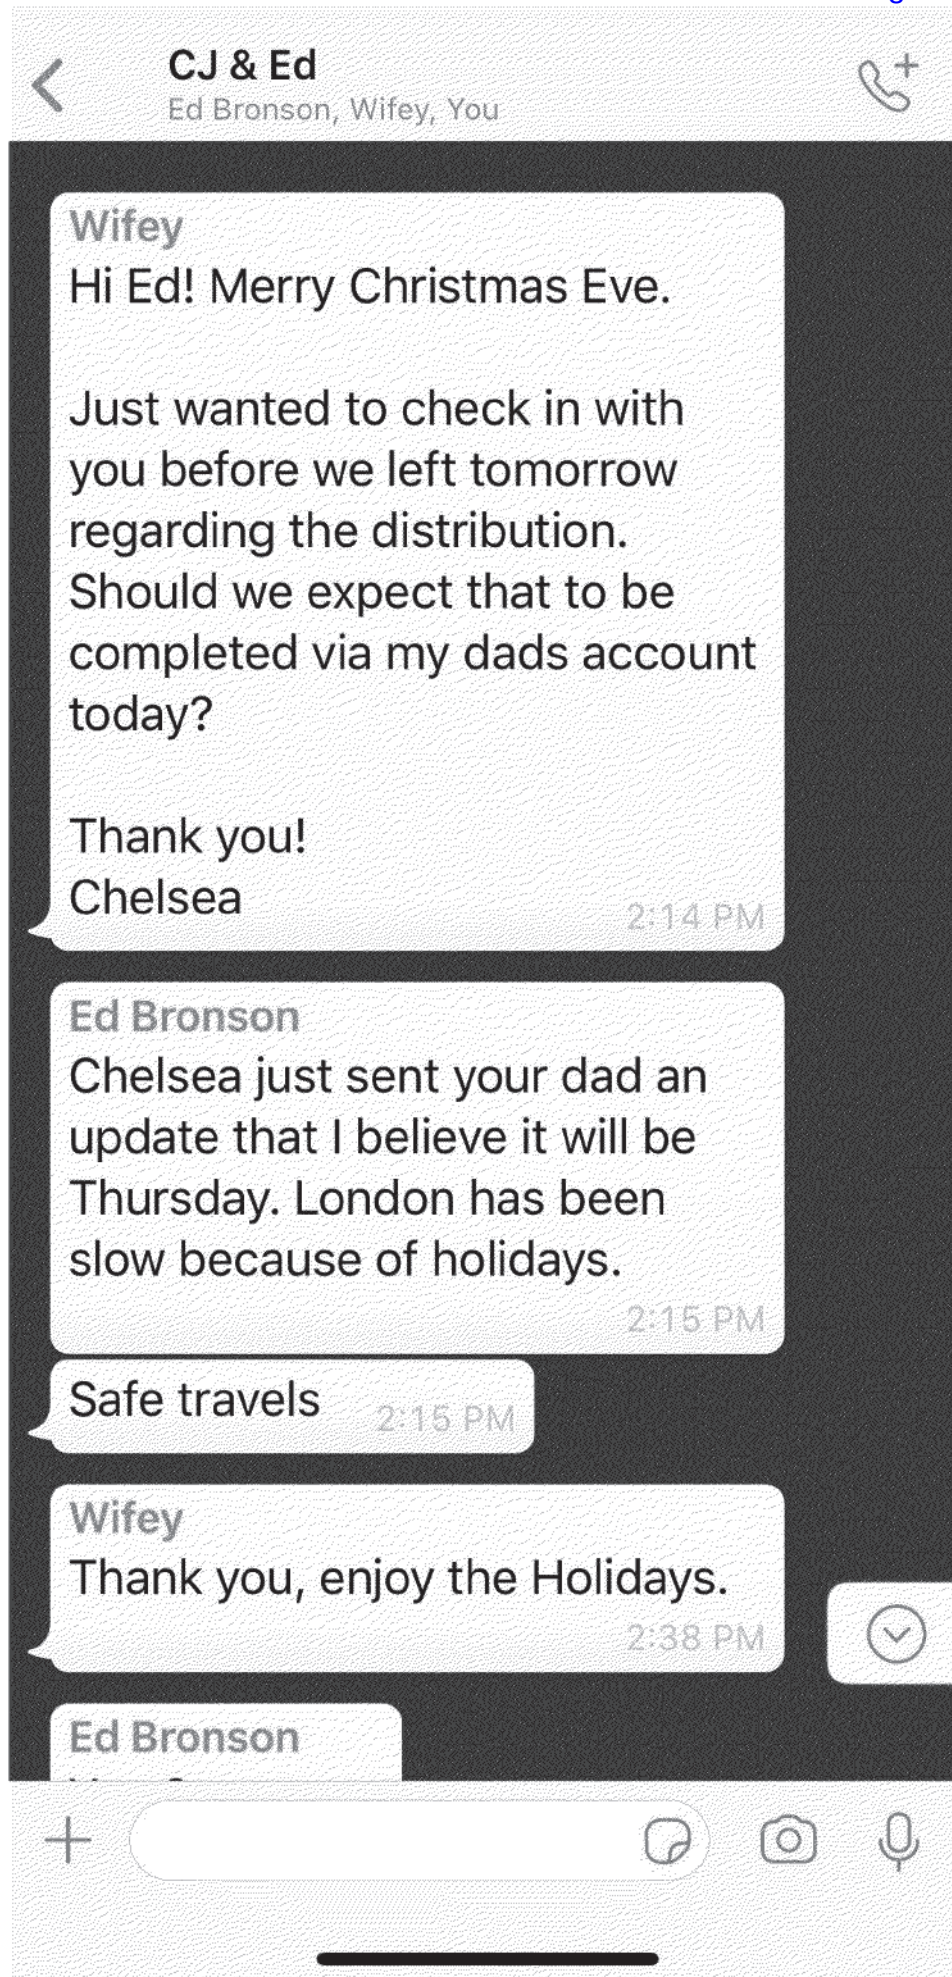 CJ & Ed
Ed Bronson, Wifey, You
Wifey
Hi Ed! Merry Christmas Eve.
Just wanted to check in with
you before we left tomorrow
regarding the distribution.
Should we expect that to be
completed via my dads account
today?
Thank you!
Chelsea
2:14 PM
Ed Bronson
Chelsea just sent your dad an
update that I believe it will be
Thursday. London has been
slow because of holidays.
2:15 PM
Safe travels 2:15 PM
Wifey
Thank you, enjoy the Holidays.
2:38 PM
Ed Bronson